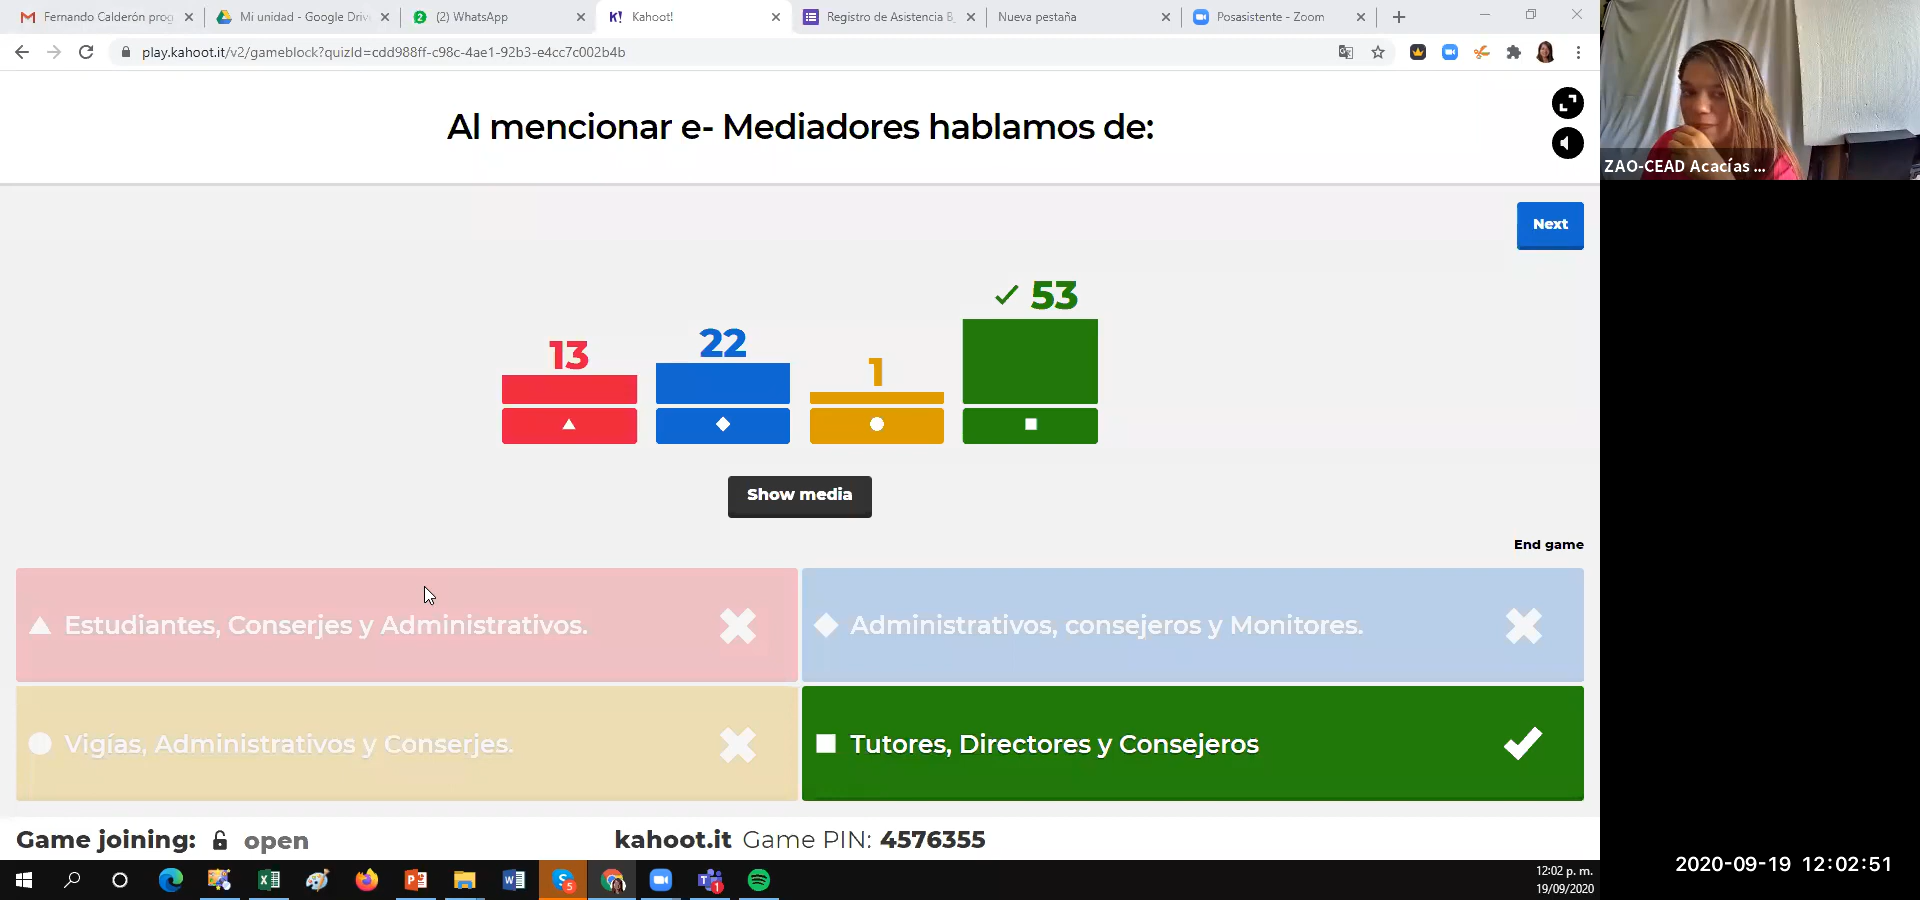 Fernando Calderón prog
Mi unidad - Google Driv
(2) WhatsApp
Kahoot!
Registro de Asistencia B
Nueva pestaña
Posasistente - Zoom
play.kahoot.it/v2/gameblock?quizId=cdd988ff-c98c-4ae1-92b3-e4cc7c002b4b
Al mencionar e- Mediadores hablamos de:
ZAO-CEAD Acacías ...
Next
13
22
1
53
Show media
End game
Estudiantes, Conserjes y Administrativos.
Administrativos, consejeros y Monitores.
Vigías, Administrativos y Conserjes.
Tutores, Directores y Consejeros
Game joining: open
kahoot.it Game PIN: 4576355
12:02 p. m.
19/09/2020
2020-09-19 12:02:51